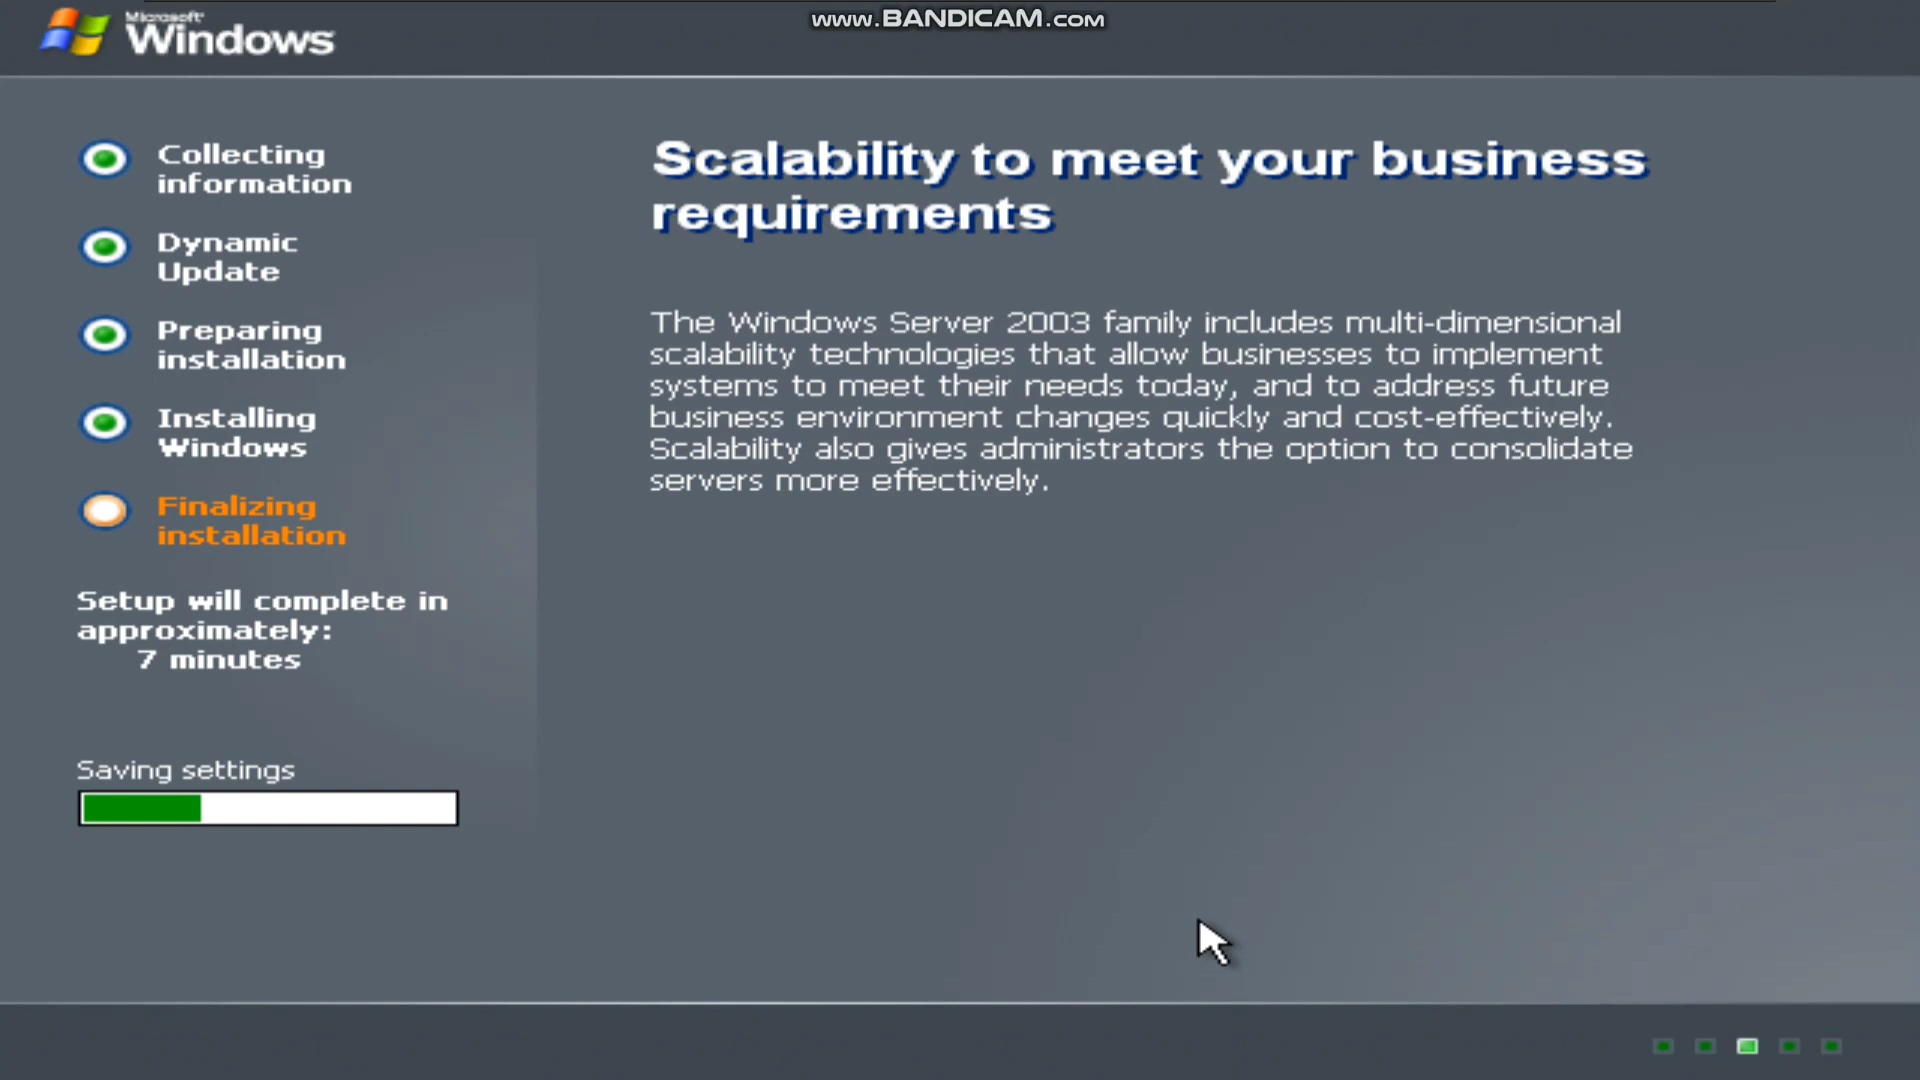 www.BANDICAM.com
Microsoft
Windows
Collecting
information
Dynamic
Update
Preparing
installation
Installing
Windows
Finalizing
installation
Setup will complete in
approximately:
7 minutes
Saving settings
Scalability to meet your business
requirements
The Windows Server 2003 family includes multi-dimensional
scalability technologies that allow businesses to implement
systems to meet their needs today, and to address future
business environment changes quickly and cost-effectively.
Scalability also gives administrators the option to consolidate
servers more effectively.